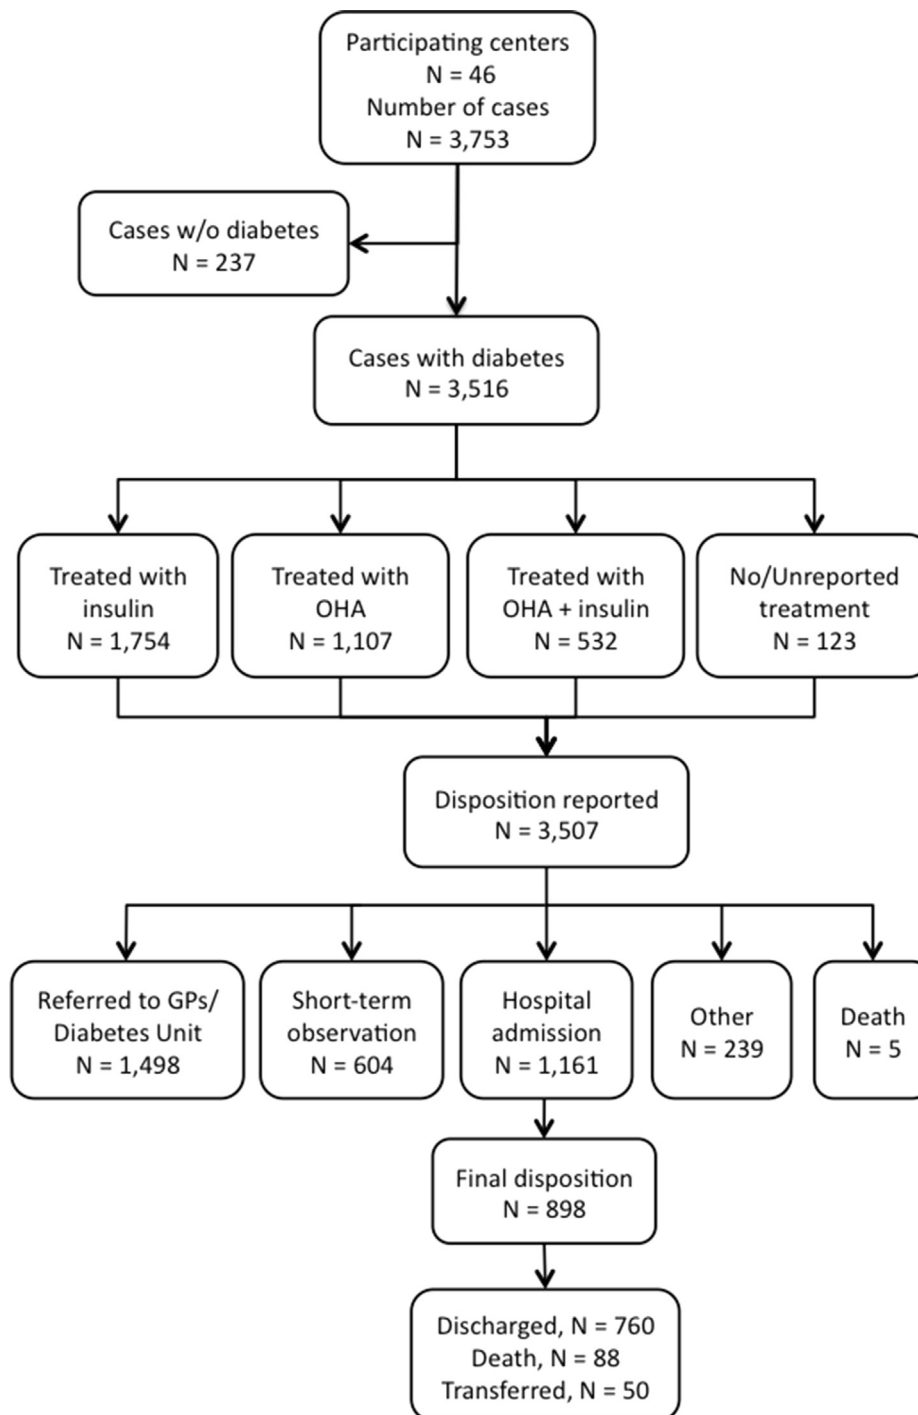 Participating centers
N = 46
Number of cases
N = 3,753
Cases w/o diabetes
N = 237
Cases with diabetes
N = 3,516
Treated with
insulin
N = 1,754
Treated with
OHA
N = 1,107
Treated with
OHA + insulin
N = 532
No/Unreported
treatment
N = 123
Disposition reported
N = 3,507
Referred to GPs/
Diabetes Unit
N = 1,498
Short-term
observation
N = 604
Hospital
admission
N = 1,161
Other
N = 239
Death
N = 5
Final disposition
N = 898
Discharged, N = 760
Death, N = 88
Transferred, N = 50